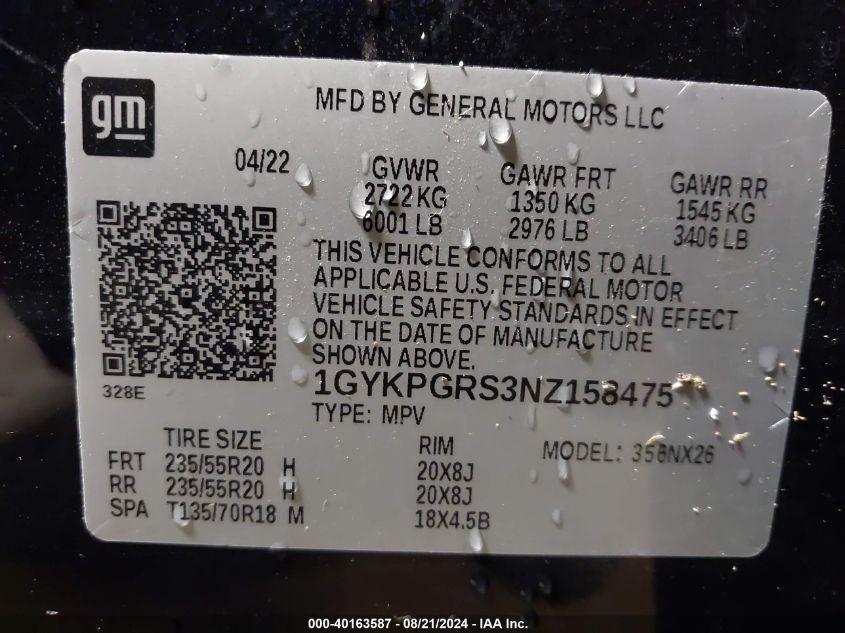 gm
MFD BY GENERAL MOTORS LLC
04/22 GVWR GAWR FRT GAWR RR
2722 KG 1350 KG 1545 KG
6001 LB 2976 LB 3406 LB
THIS VEHICLE CONFORMS TO ALL
APPLICABLE U.S. FEDERAL MOTOR
VEHICLE SAFETY STANDARDS IN EFFECT
ON THE DATE OF MANUFACTURE
SHOWN ABOVE.
328E
1GYKPGRS3NZ158475
TYPE: MPV
TIRE SIZE RIM MODEL: 356NX26
FRT 235/55R20 H 20X8J
RR 235/55R20 H 20X8J
SPA T135/70R18 M 18X4.5B
000-40163587 - 08/21/2024 - IAA Inc.